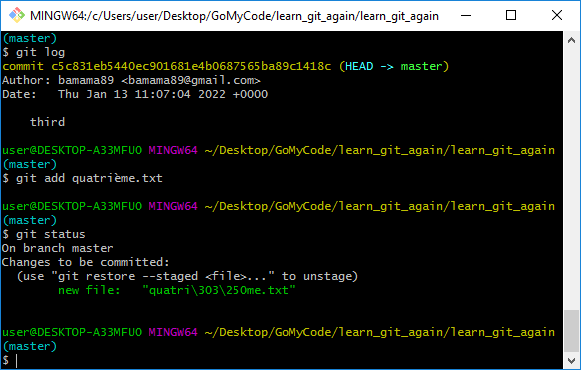 MINGW64:/c/Users/user/Desktop/GoMyCode/learn_git_again/learn_git_again
(master)
$ git log
commit c5c831eb5440ec901681e4b0687565ba89c1418c (HEAD -> master)
Author: bamama89 <bamama89@gmail.com>
Date:   Thu Jan 13 11:07:04 2022 +0000
    third
user@DESKTOP-A33MFUO MINGW64 ~/Desktop/GoMyCode/learn_git_again/learn_git_again
(master)
$ git add quatrième.txt
user@DESKTOP-A33MFUO MINGW64 ~/Desktop/GoMyCode/learn_git_again/learn_git_again
(master)
$ git status
On branch master
Changes to be committed:
  (use "git restore --staged <file>..." to unstage)
        new file:   "quatri\303\250me.txt"
user@DESKTOP-A33MFUO MINGW64 ~/Desktop/GoMyCode/learn_git_again/learn_git_again
(master)
$